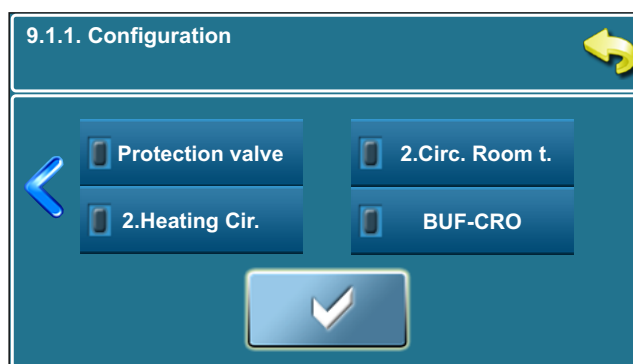 9.1.1. Configuration
Protection valve
2.Circ. Room t.
2.Heating Cir.
BUF-CRO